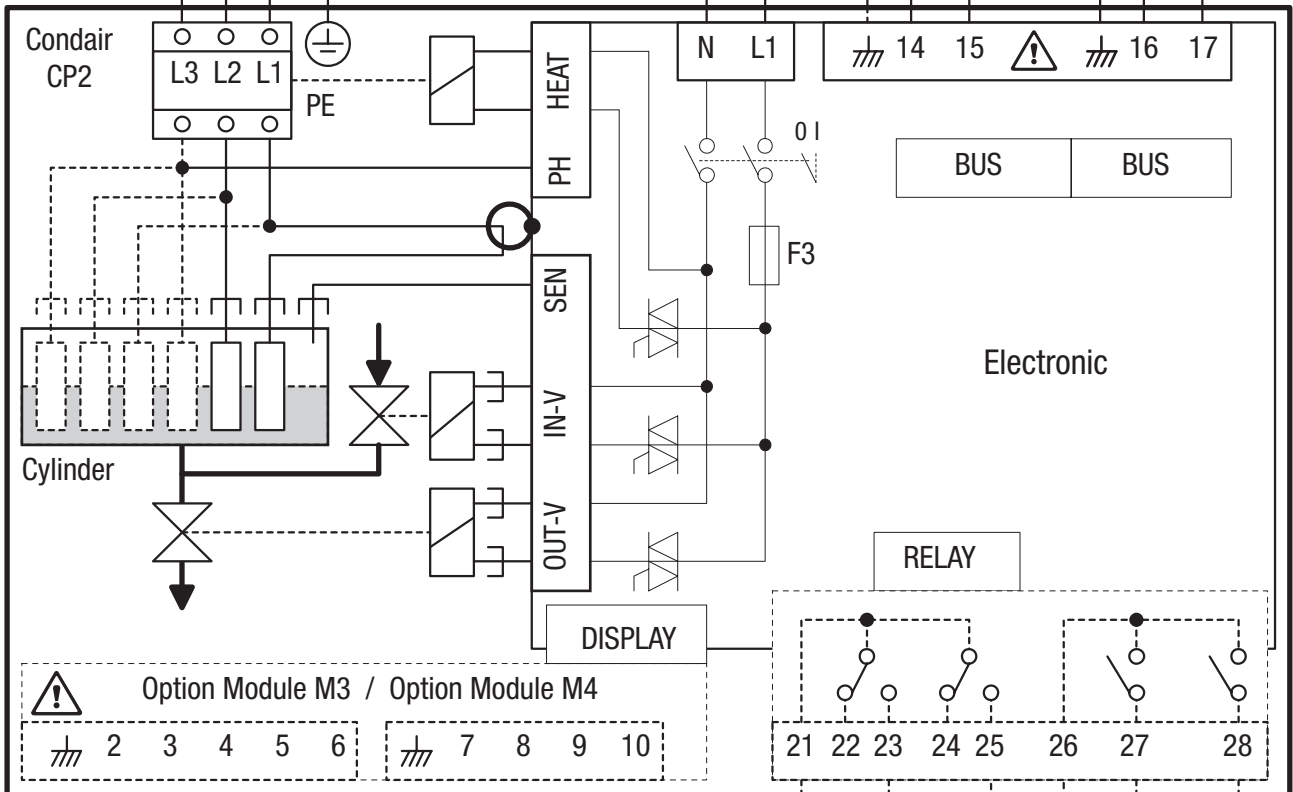 Condair
CP2
L3 L2 L1
PE
HEAT
PH
N L1
14 15 16 17
0 I
BUS BUS
F3
SEN
Electronic
IN-V
Cylinder
OUT-V
RELAY
DISPLAY
Option Module M3 / Option Module M4
2 3 4 5 6 7 8 9 10
21 22 23 24 25 26 27 28